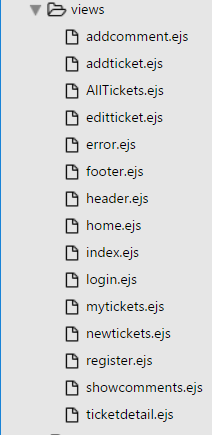 views
addcomment.ejs
addticket.ejs
AllTickets.ejs
editticket.ejs
error.ejs
footer.ejs
header.ejs
home.ejs
index.ejs
login.ejs
mytickets.ejs
newtickets.ejs
register.ejs
showcomments.ejs
ticketdetail.ejs